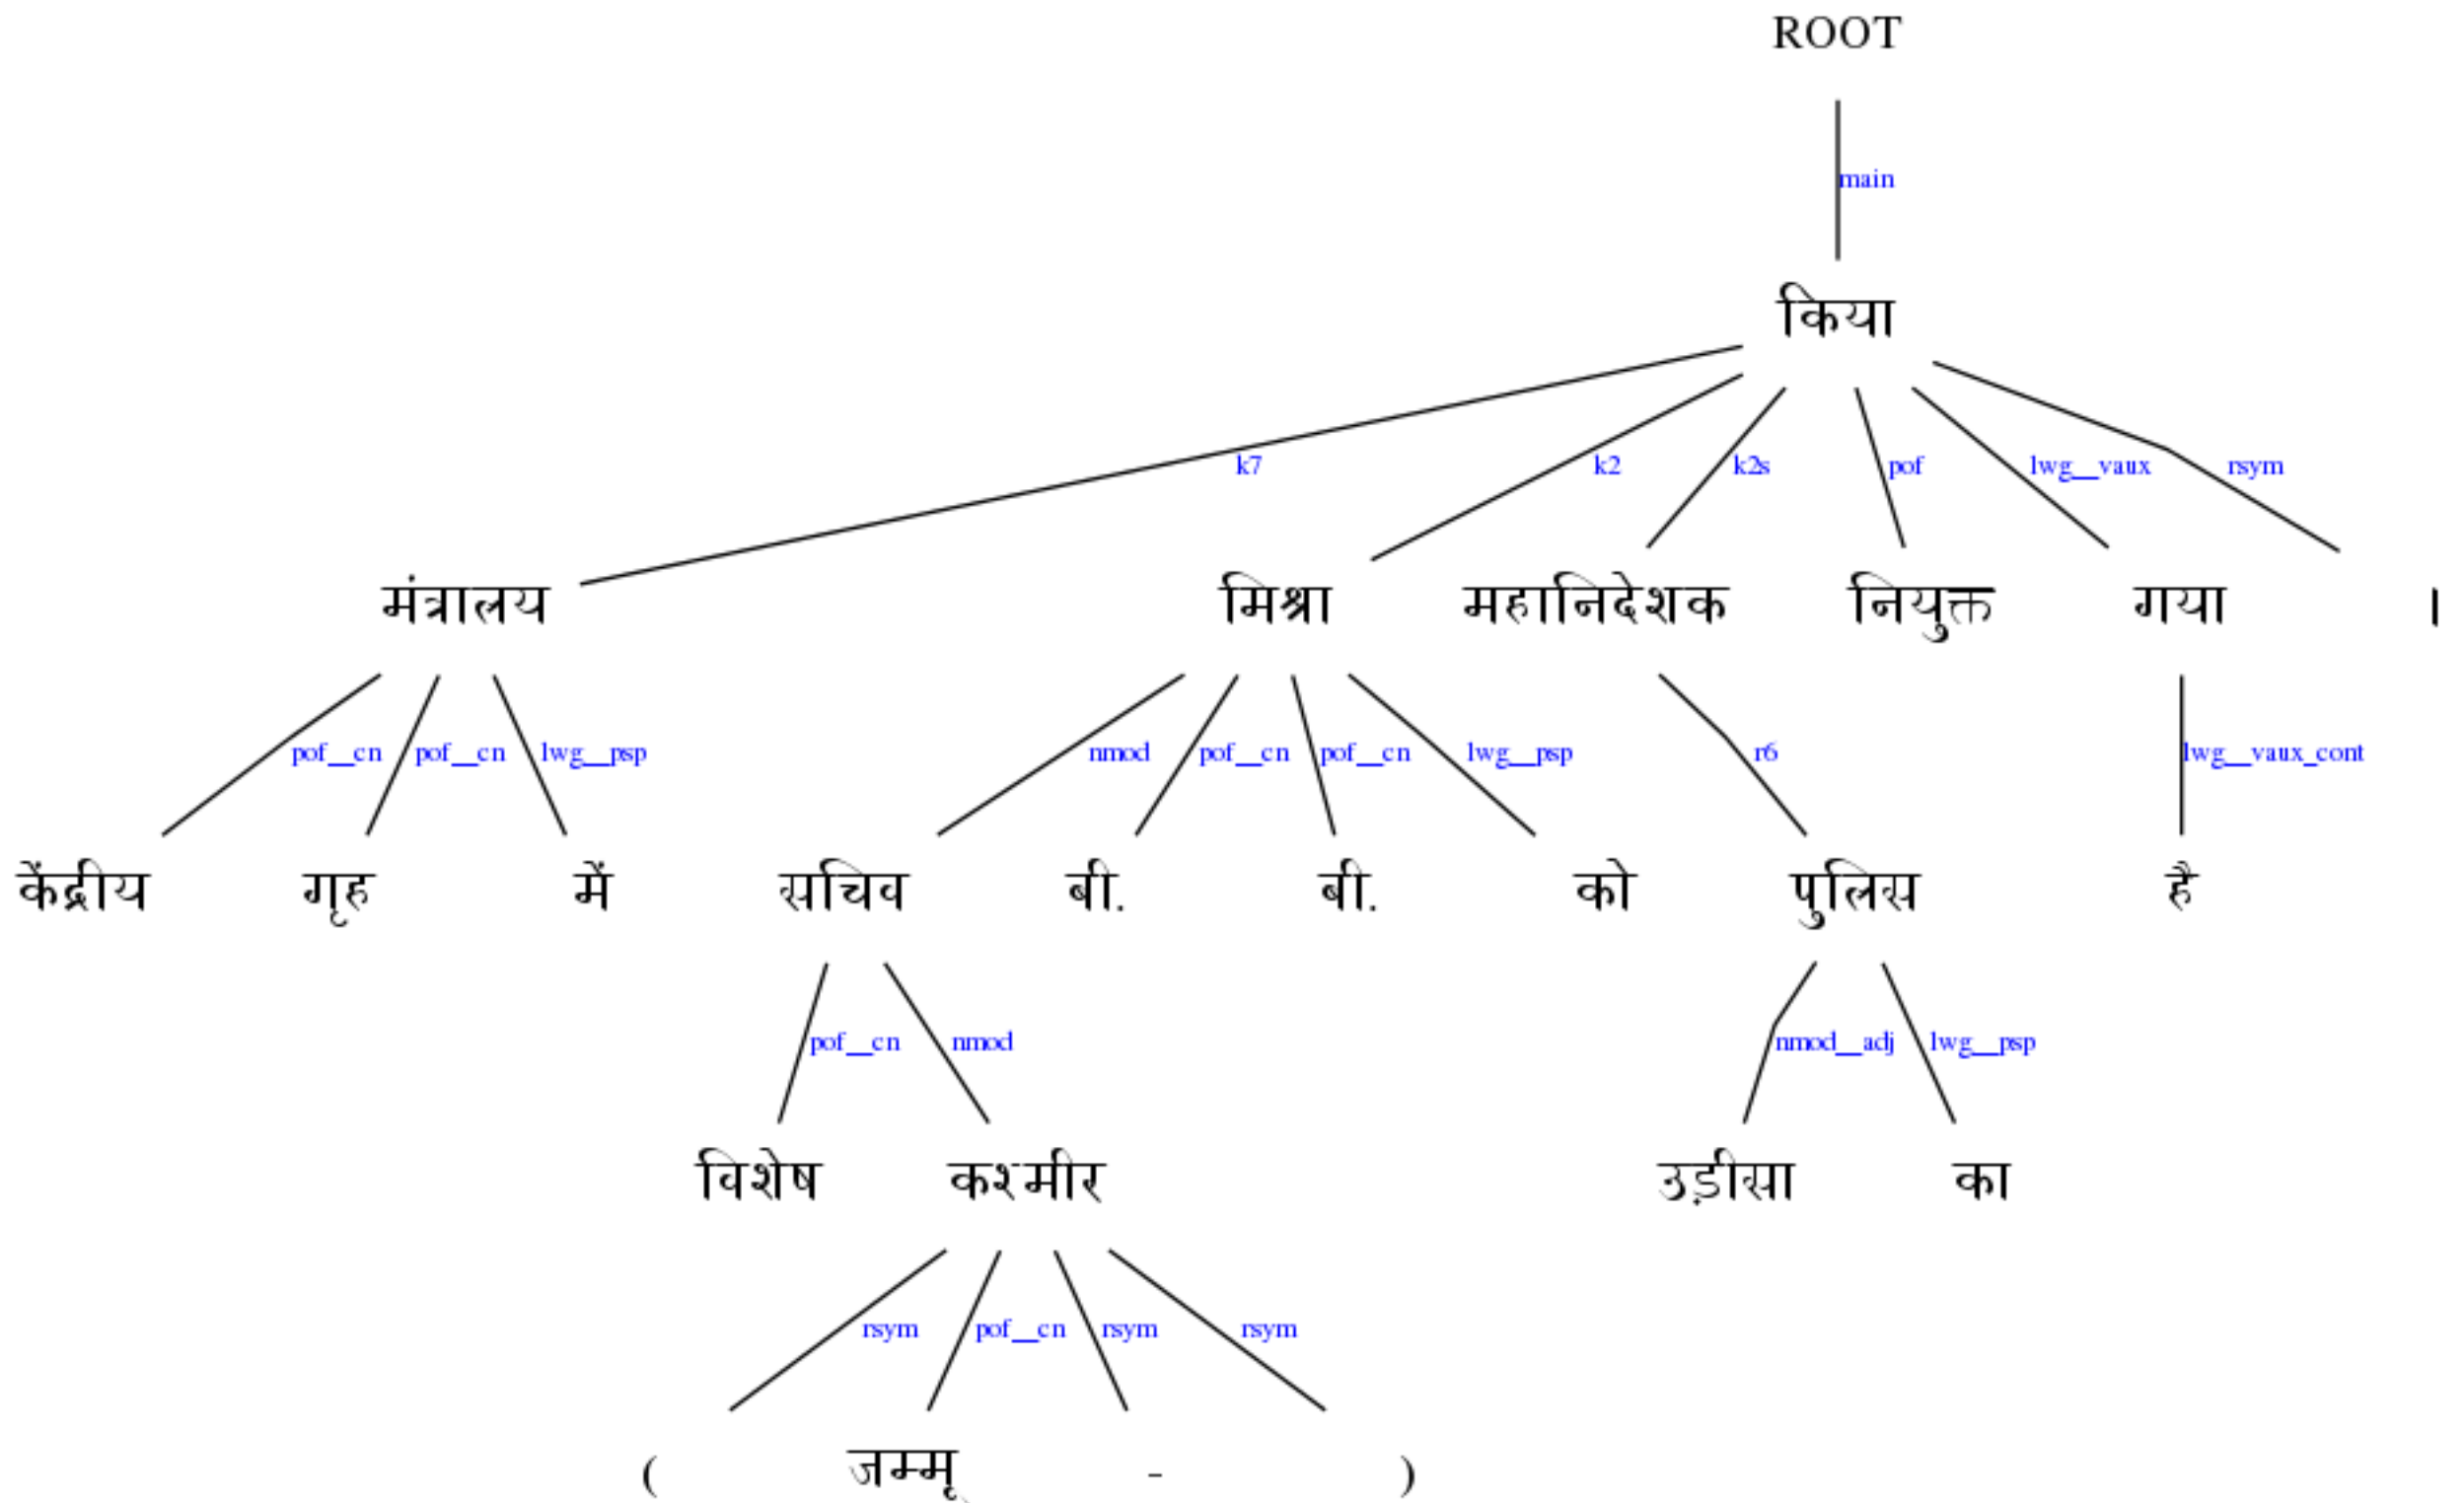 ROOT
main
किया
k7 k2 k2s pof lwg__vaux rsym
मंत्रालय मिश्रा महानिदेशक नियुक्त गया ।
pof__cn pof__cn lwg__psp nmod pof__cn pof__cn lwg__psp r6 lwg__vaux_cont
केंद्रीय गृह में सचिव बी. बी. को पुलिस है
pof__cn nmod nmod__adj lwg__psp
विशेष कश्मीर उड़ीसा का
rsym pof__cn rsym rsym
( जम्मू - )